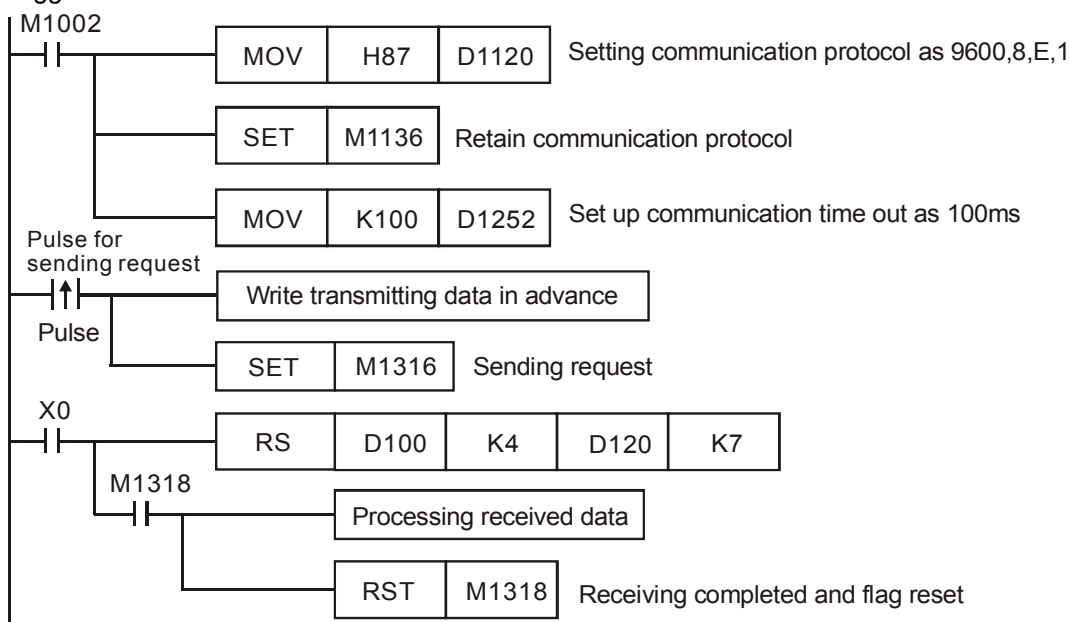 M1002
MOV H87 D1120 Setting communication protocol as 9600,8,E,1
SET M1136 Retain communication protocol
MOV K100 D1252 Set up communication time out as 100ms
Pulse for
sending request
Write transmitting data in advance
Pulse
SET M1316 Sending request
X0
RS D100 K4 D120 K7
M1318
Processing received data
RST M1318 Receiving completed and flag reset